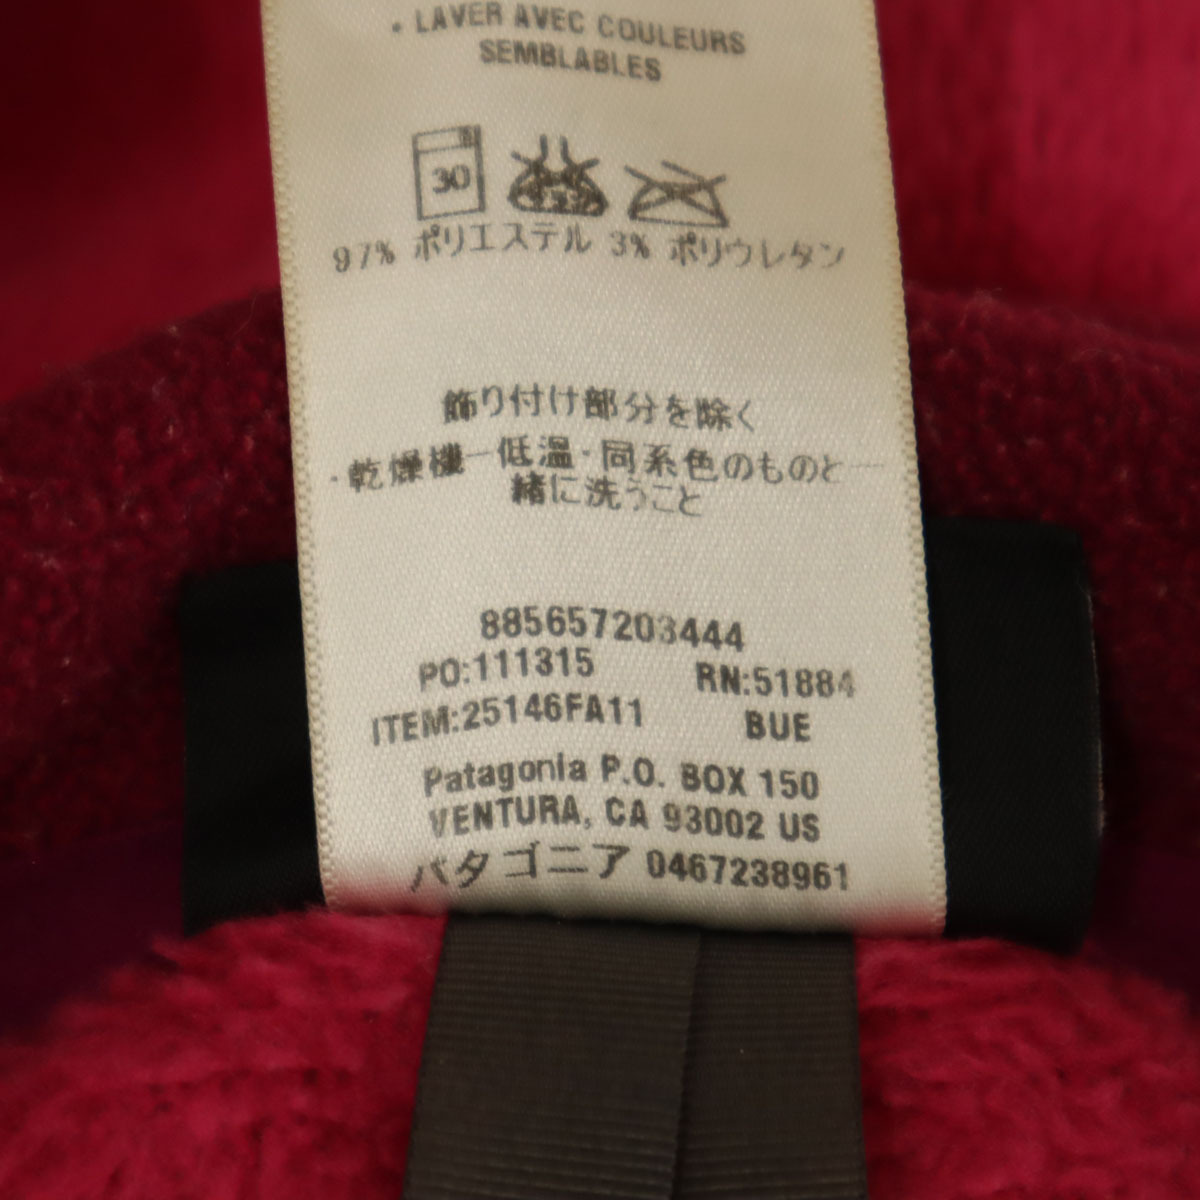 • LAVER AVEC COULEURS
SEMBLABLES
30
97% ポリエステル 3% ポリウレタン
飾り付け部分を除く
・乾燥機－低温・同系色のものと一
緒に洗うこと
885657203444
PO:111315 RN:51884
ITEM:25146FA11 BUE
Patagonia P.O. BOX 150
VENTURA, CA 93002 US
パタゴニア 0467238961